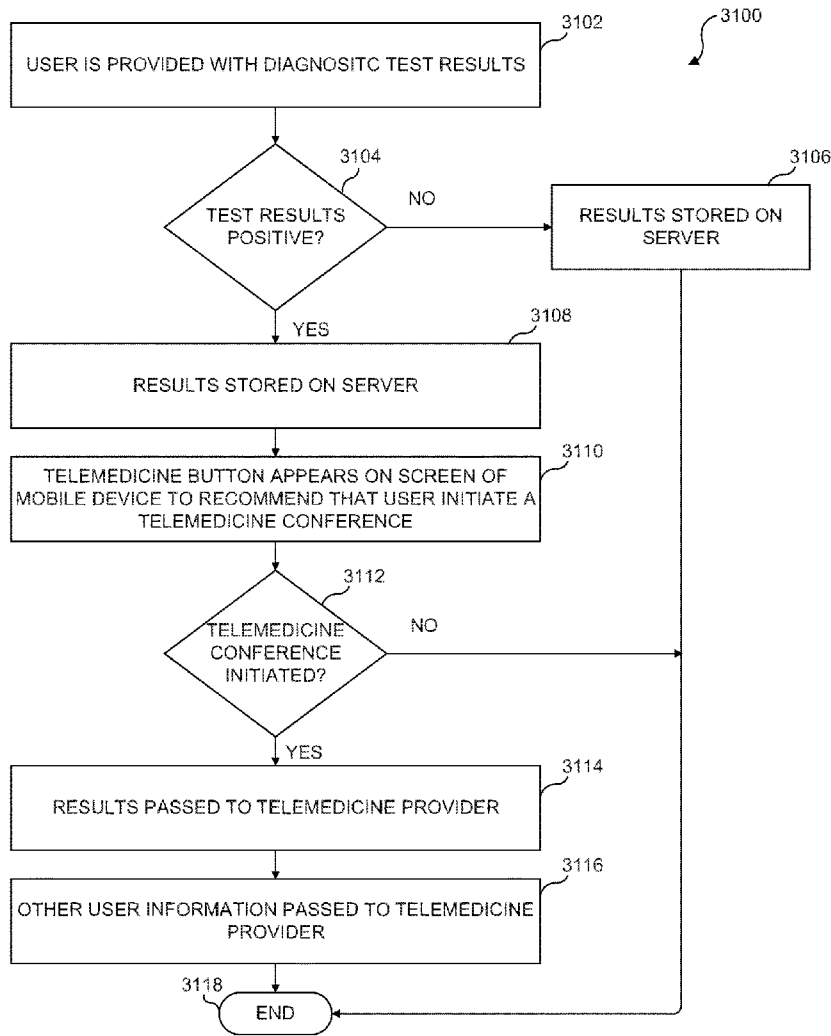 3102
3100
USER IS PROVIDED WITH DIAGNOSITC TEST RESULTS
3104
3106
NO
TEST RESULTS
POSITIVE?
RESULTS STORED ON
SERVER
YES
3108
RESULTS STORED ON SERVER
3110
TELEMEDICINE BUTTON APPEARS ON SCREEN OF
MOBILE DEVICE TO RECOMMEND THAT USER INITIATE A
TELEMEDICINE CONFERENCE
3112
NO
TELEMEDICINE
CONFERENCE
INITIATED?
YES
3114
RESULTS PASSED TO TELEMEDICINE PROVIDER
3116
OTHER USER INFORMATION PASSED TO TELEMEDICINE
PROVIDER
3118
END